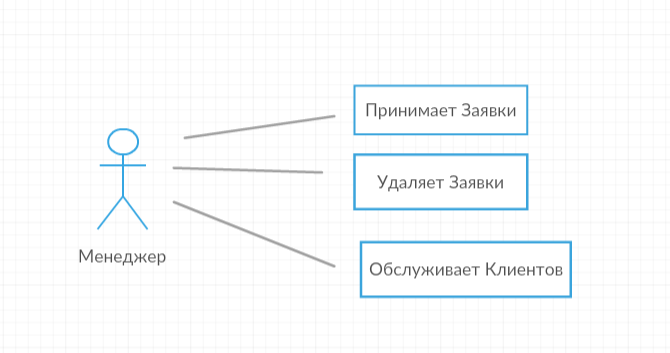 Принимает Заявки
Удаляет Заявки
Менеджер
Обслуживает Клиентов